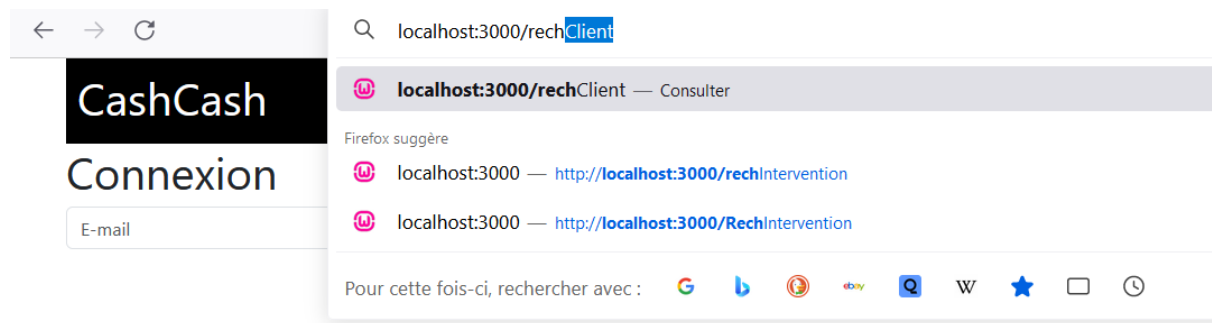 localhost:3000/rechClient
CashCash
localhost:3000/rechClient — Consulter
Firefox suggère
Connexion
localhost:3000 — http://localhost:3000/rechIntervention
E-mail
localhost:3000 — http://localhost:3000/RechIntervention
Pour cette fois-ci, rechercher avec : G b ebay Q W